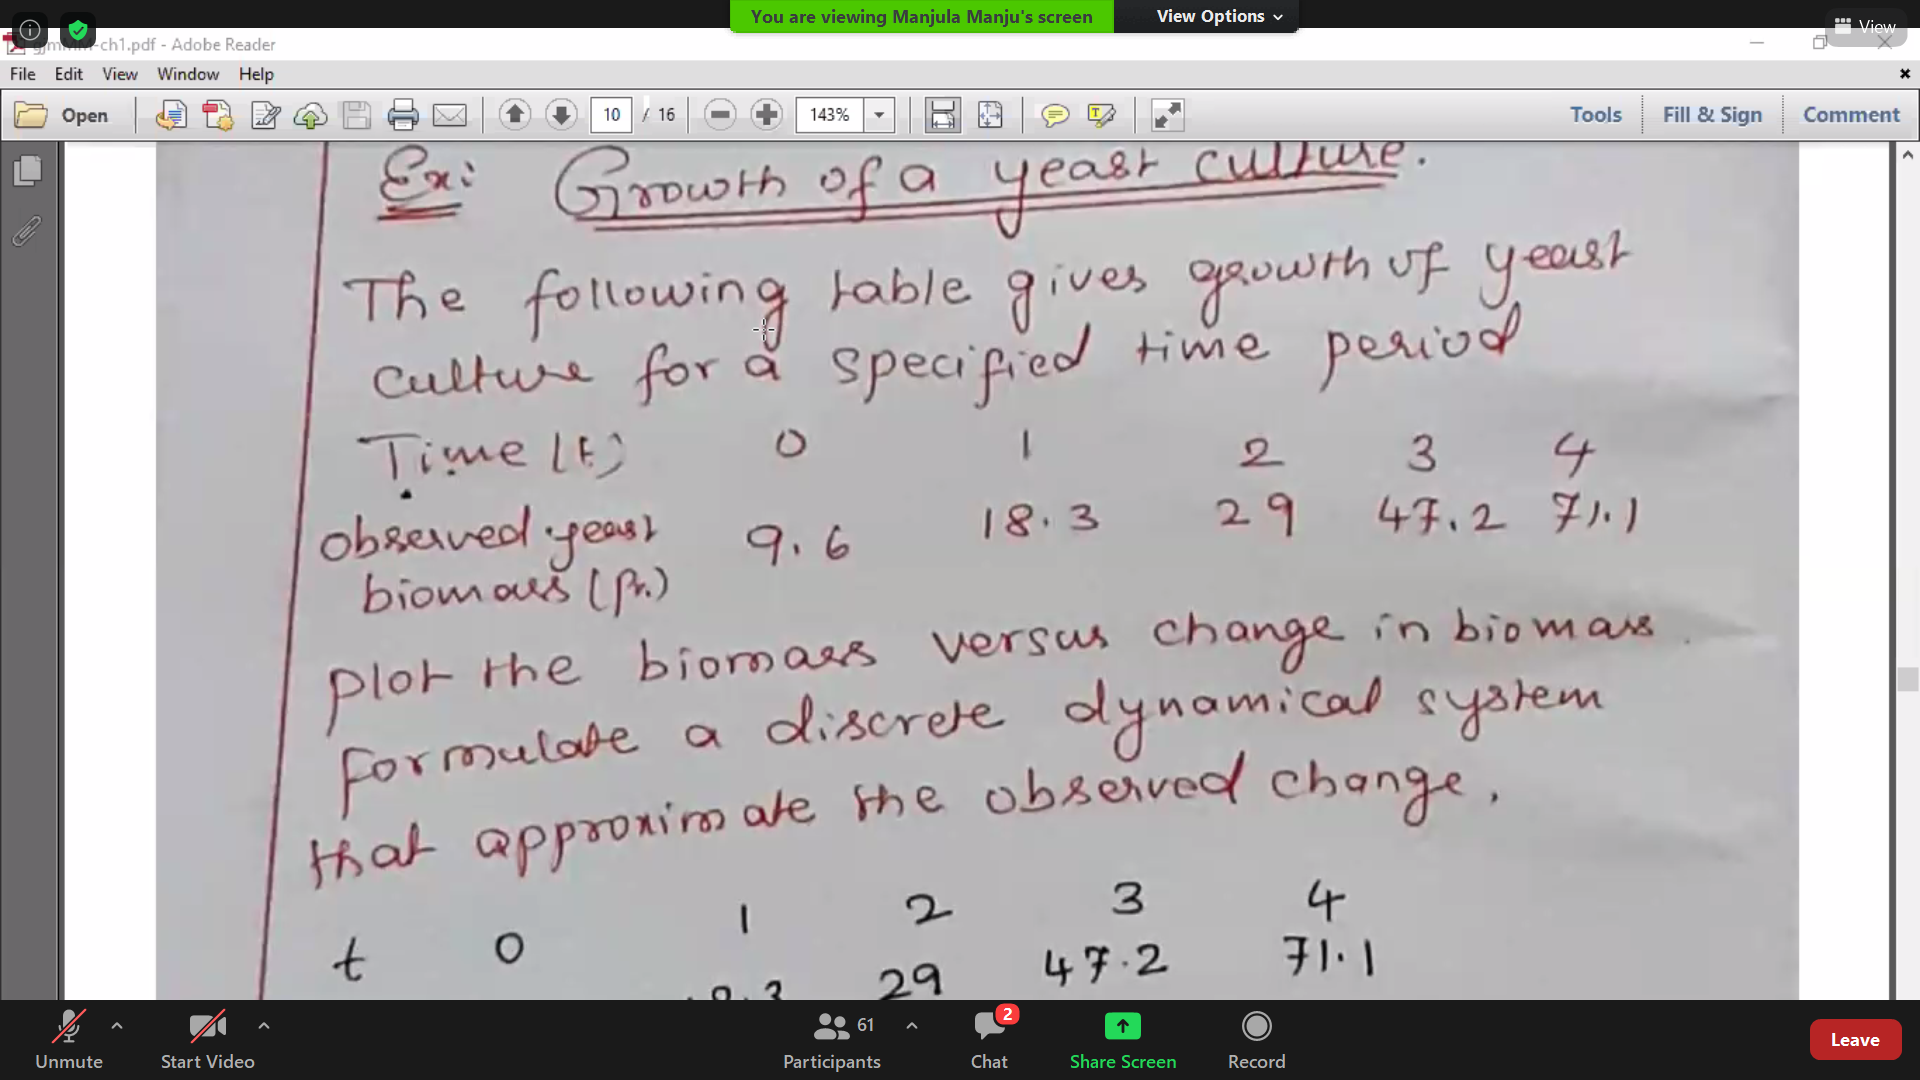 You are viewing Manjula Manju's screen
View Options
View
-ch1.pdf - Adobe Reader
File Edit View Window Help
Open 10 / 16 143% Tools Fill & Sign Comment
Ex: Growth of a yeast culture.
The following table gives growth of yeast
culture for a specified time period
Time (t) 0 1 2 3 4
observed yeast 9.6 18.3 29 47.2 71.1
biomass (Pn)
plot the biomass versus change in biomass
formulate a discrete dynamical system
that approximate the observed change.
t 0 1 2 3 4
29 47.2 71.1
Unmute
Start Video
61
Participants
2
Chat
Share Screen
Record
Leave